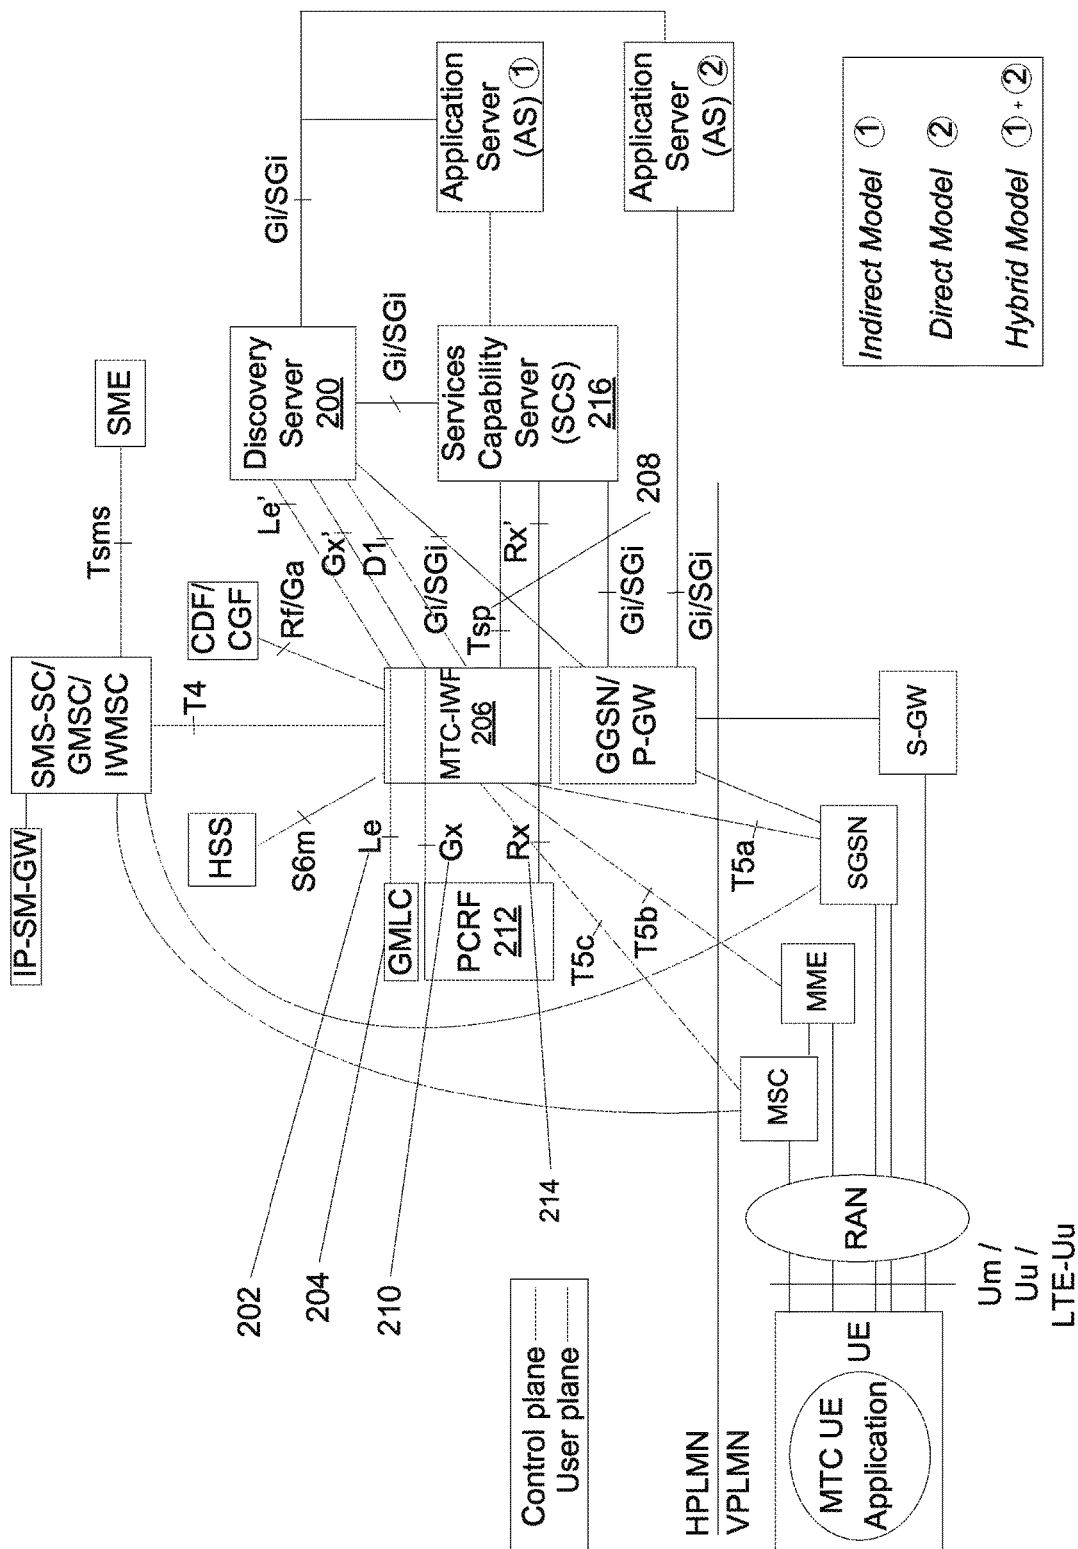 IP-SM-GW
SMS-SC/
GMSC/
IWMSC
Tsms
SME
HSS
S6m
T4
CDF/
CGF
Rf/Ga
Le'
Gx'
D1
Gi/SGi
Discovery
Server
200
Gi/SGi
Gi/SGi
202
204
210
214
Le
Gx
Rx
GMLC
PCRF
212
MTC-IWF
206
Tsp
Rx'
208
Services
Capability
Server
(SCS)
216
Application
Server
(AS) 1
Application
Server
(AS) 2
GGSN/
P-GW
Gi/SGi
Gi/SGi
T5c
T5b
T5a
Control plane
User plane
HPLMN
VPLMN
MSC
MME
SGSN
S-GW
MTC UE
Application
UE
RAN
Um /
Uu /
LTE-Uu
Indirect Model 1
Direct Model 2
Hybrid Model 1 + 2